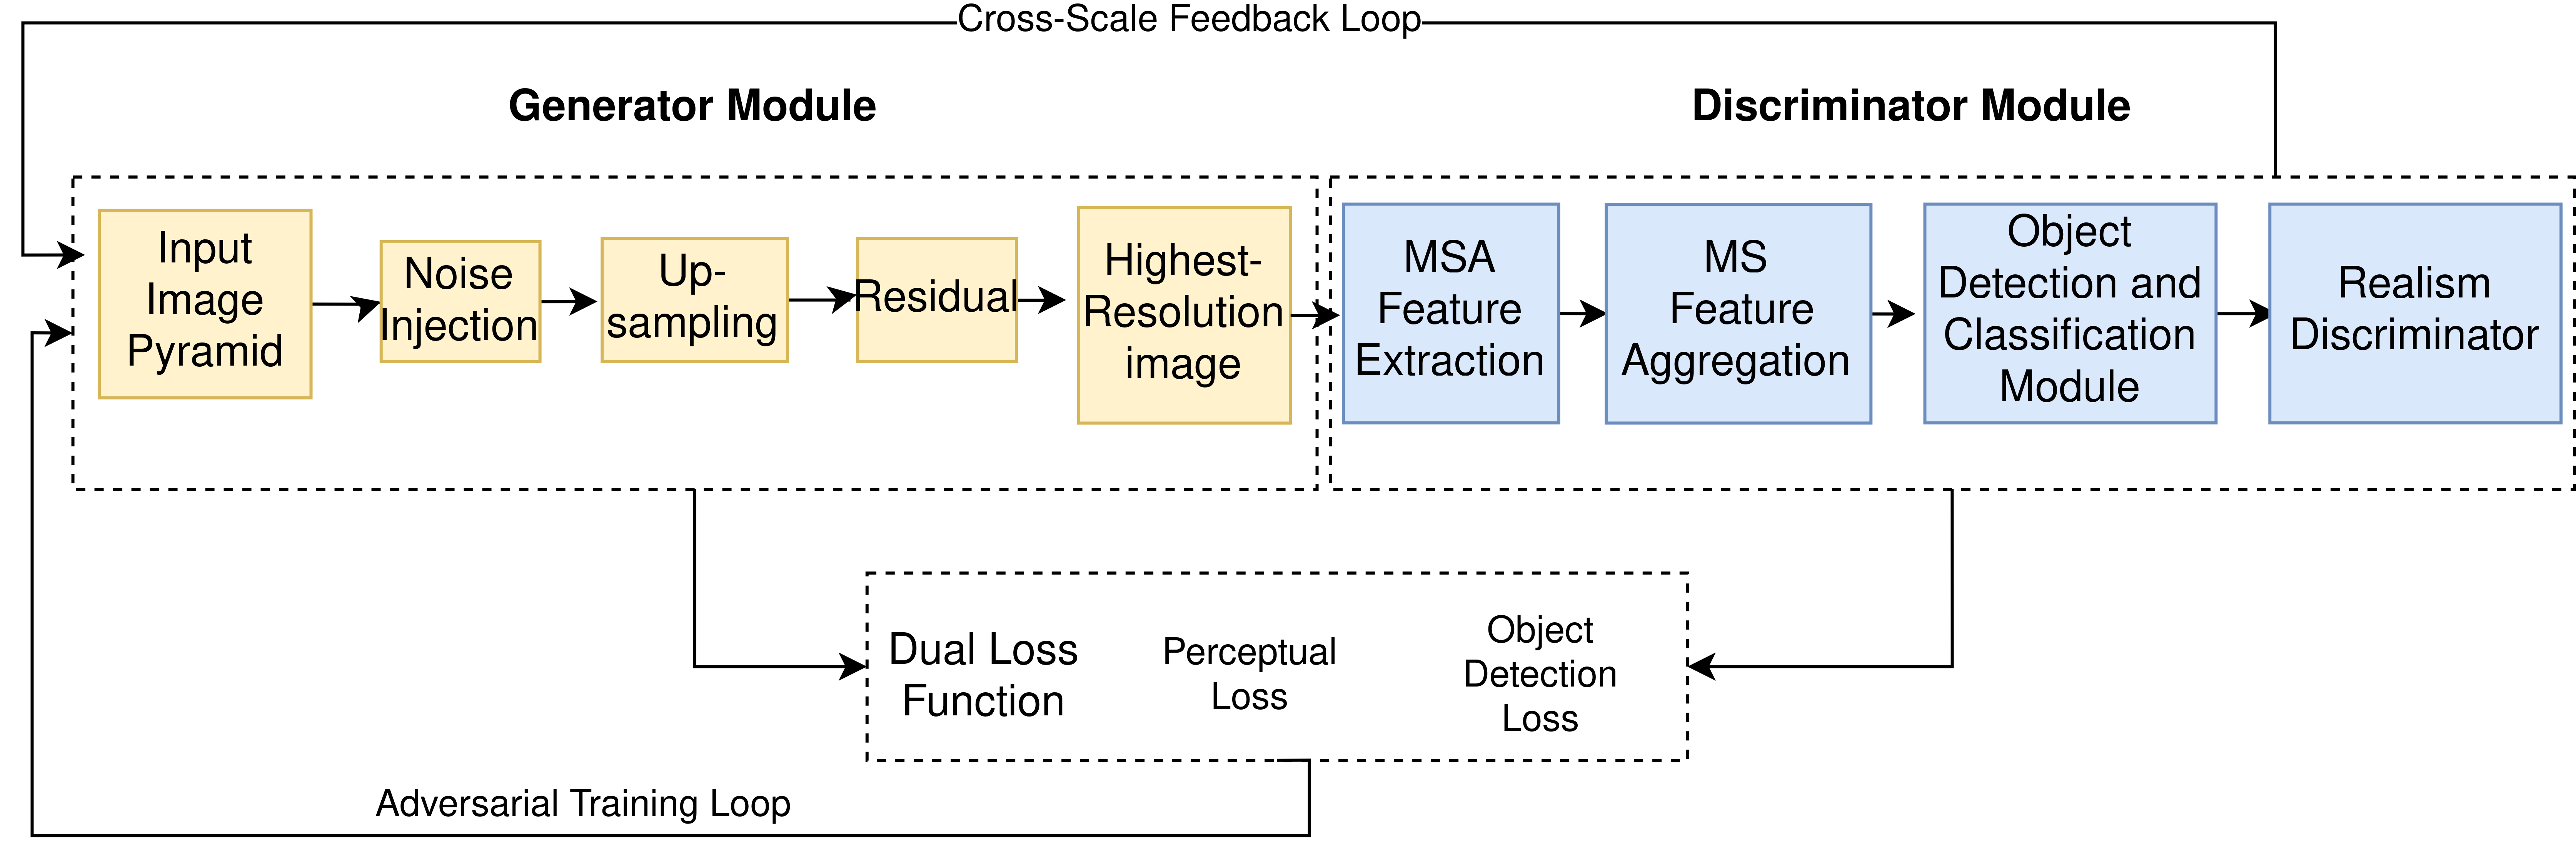 Cross-Scale Feedback Loop
Generator Module
Discriminator Module
Input
Image
Pyramid
Noise
Injection
Up-
sampling
Residual
Highest-
Resolution
image
MSA
Feature
Extraction
MS
Feature
Aggregation
Object
Detection and
Classification
Module
Realism
Discriminator
Dual Loss
Function
Perceptual
Loss
Object
Detection
Loss
Adversarial Training Loop